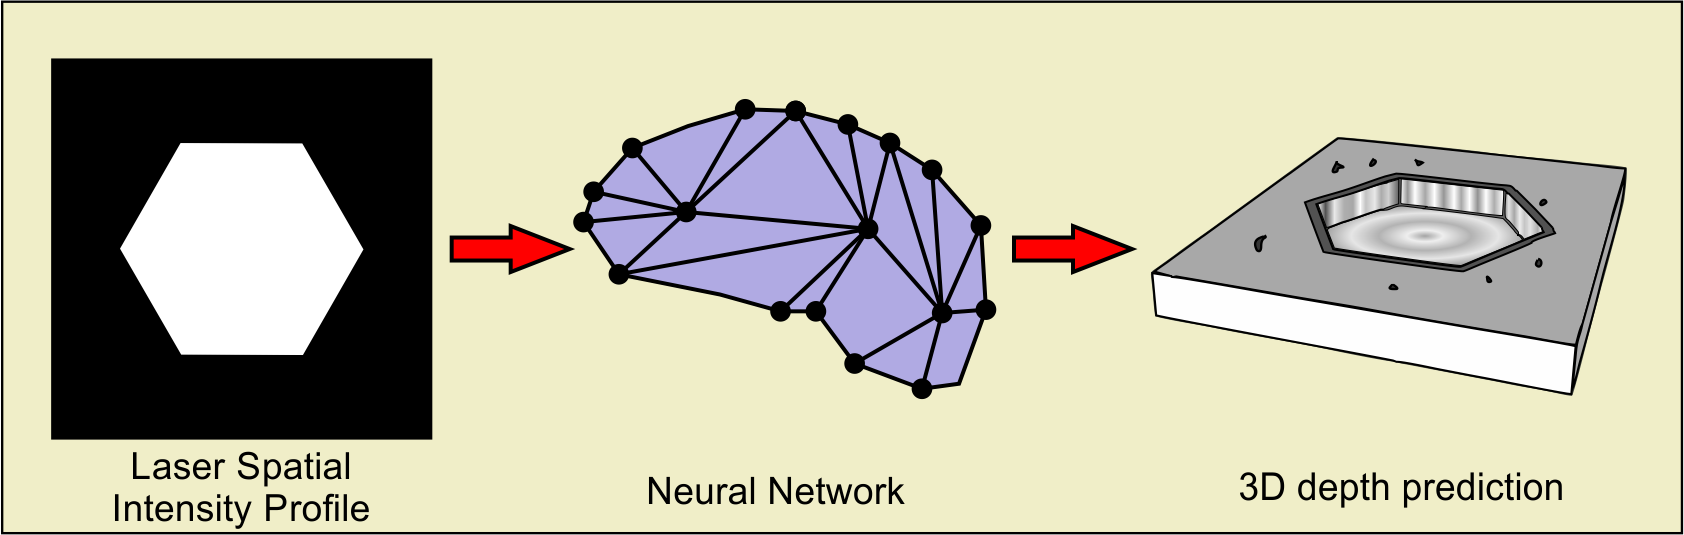 Laser Spatial
Intensity Profile
Neural Network
3D depth prediction